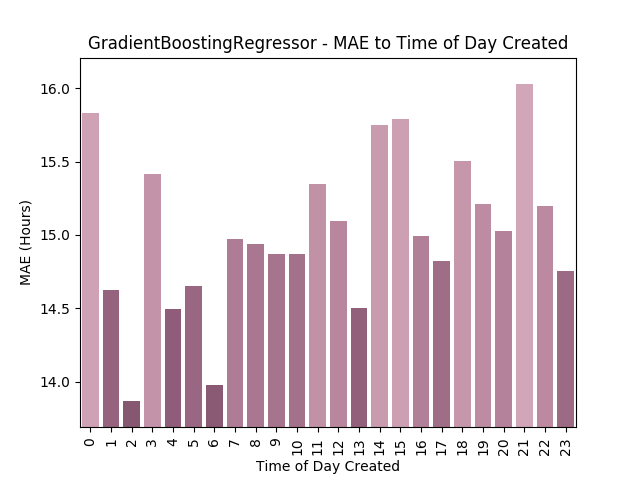 GradientBoostingRegressor - MAE to Time of Day Created
16.0
15.5
15.0
14.5
14.0
MAE (Hours)
0 1 2 3 4 5 6 7 8 9 10 11 12 13 14 15 16 17 18 19 20 21 22 23
Time of Day Created